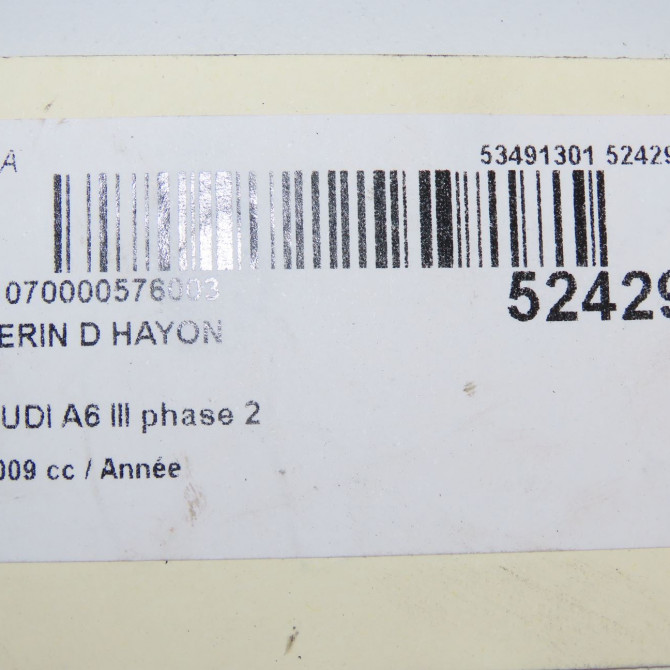 A 53491301 52429
070000576003
52429
ERIN D HAYON
UDI A6 III phase 2
009 cc / Année